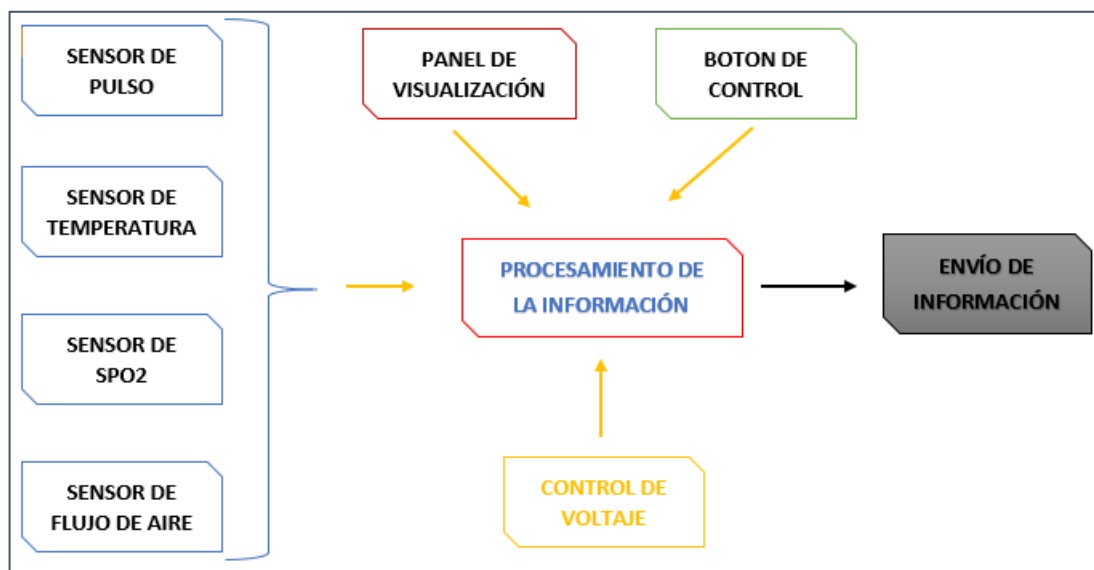 SENSOR DE
PULSO
SENSOR DE
TEMPERATURA
SENSOR DE
SPO2
SENSOR DE
FLUJO DE AIRE
PANEL DE
VISUALIZACIÓN
BOTON DE
CONTROL
PROCESAMIENTO DE
LA INFORMACIÓN
CONTROL DE
VOLTAJE
ENVÍO DE
INFORMACIÓN